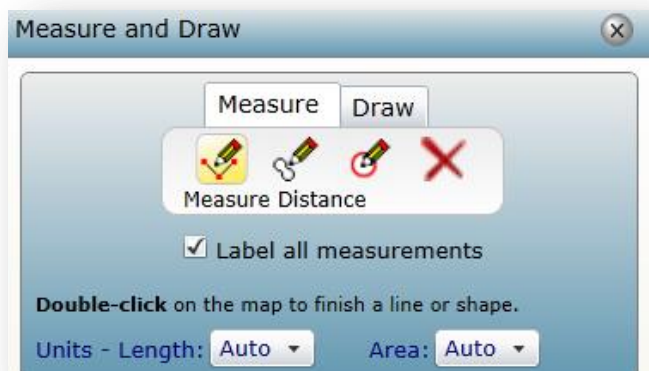 Measure and Draw
Measure Draw
Measure Distance
Label all measurements
Double-click on the map to finish a line or shape.
Units - Length: Auto Area: Auto